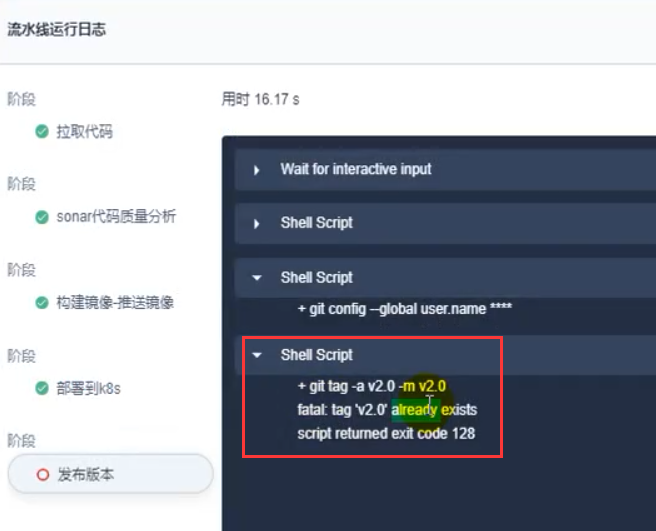 流水线运行日志
阶段
拉取代码
阶段
sonar代码质量分析
阶段
构建镜像-推送镜像
阶段
部署到k8s
阶段
发布版本
用时 16.17 s
Wait for interactive input
Shell Script
Shell Script
+ git config --global user.name ****
Shell Script
+ git tag -a v2.0 -m v2.0
fatal: tag 'v2.0' already exists
script returned exit code 128